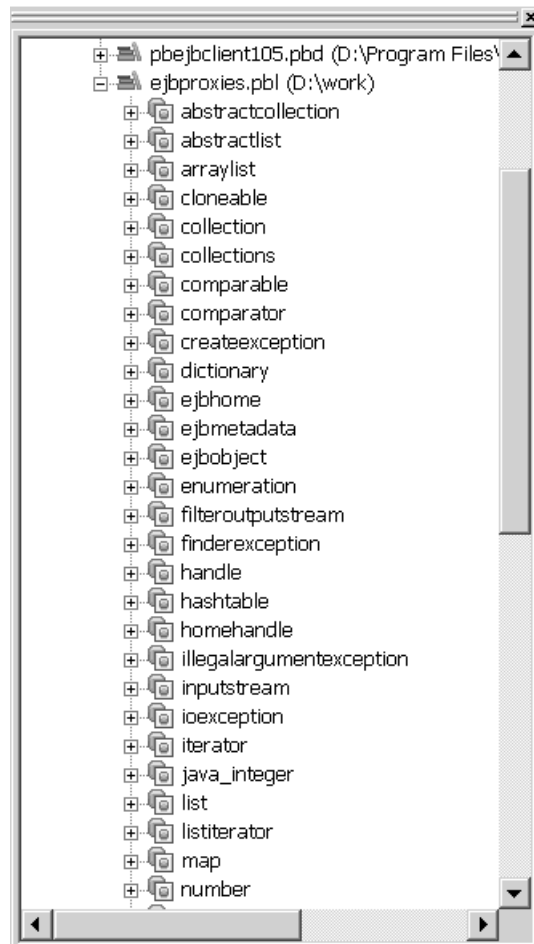 pbejbclient105.pbd (D:\Program Files\
ejbproxies.pbl (D:\work)
abstractcollection
abstractlist
arraylist
cloneable
collection
collections
comparable
comparator
createexception
dictionary
ejbhome
ejbmetadata
ejbobject
enumeration
filteroutputstream
finderexception
handle
hashtable
homehandle
illegalargumentexception
inputstream
ioexception
iterator
java_integer
list
listiterator
map
number